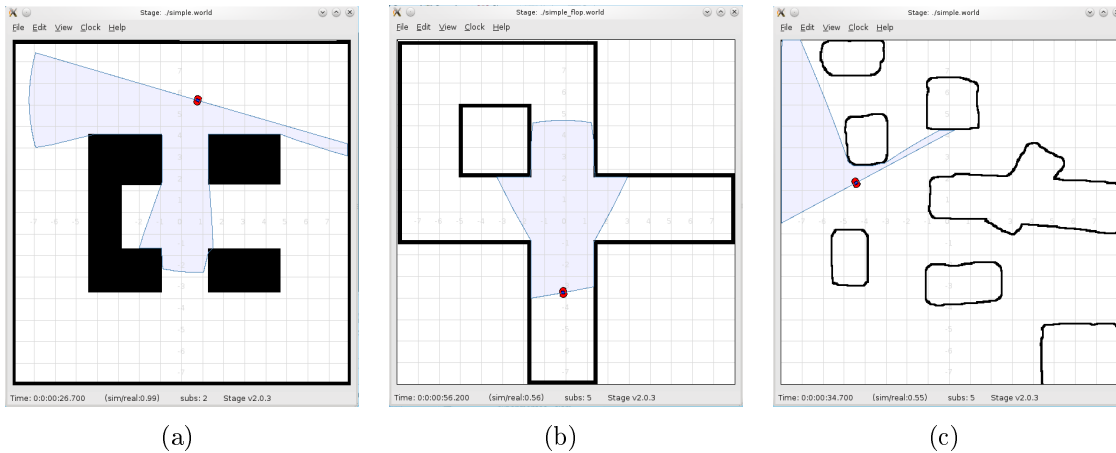 Stage: ./simple.world
File Edit View Clock Help
Time: 0:0:00:26.700 (sim/real:0.99) subs: 2 Stage v2.0.3
(a)
Stage: ./simple_flop.world
File Edit View Clock Help
Time: 0:0:00:56.200 (sim/real:0.56) subs: 5 Stage v2.0.3
(b)
Stage: ./simple.world
File Edit View Clock Help
Time: 0:0:00:34.700 (sim/real:0.55) subs: 5 Stage v2.0.3
(c)